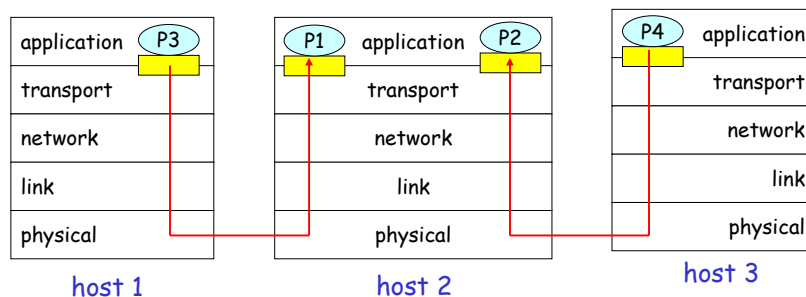 application P3
transport
network
link
physical
host 1
P1 application P2
transport
network
link
physical
host 2
P4 application
transport
network
link
physical
host 3